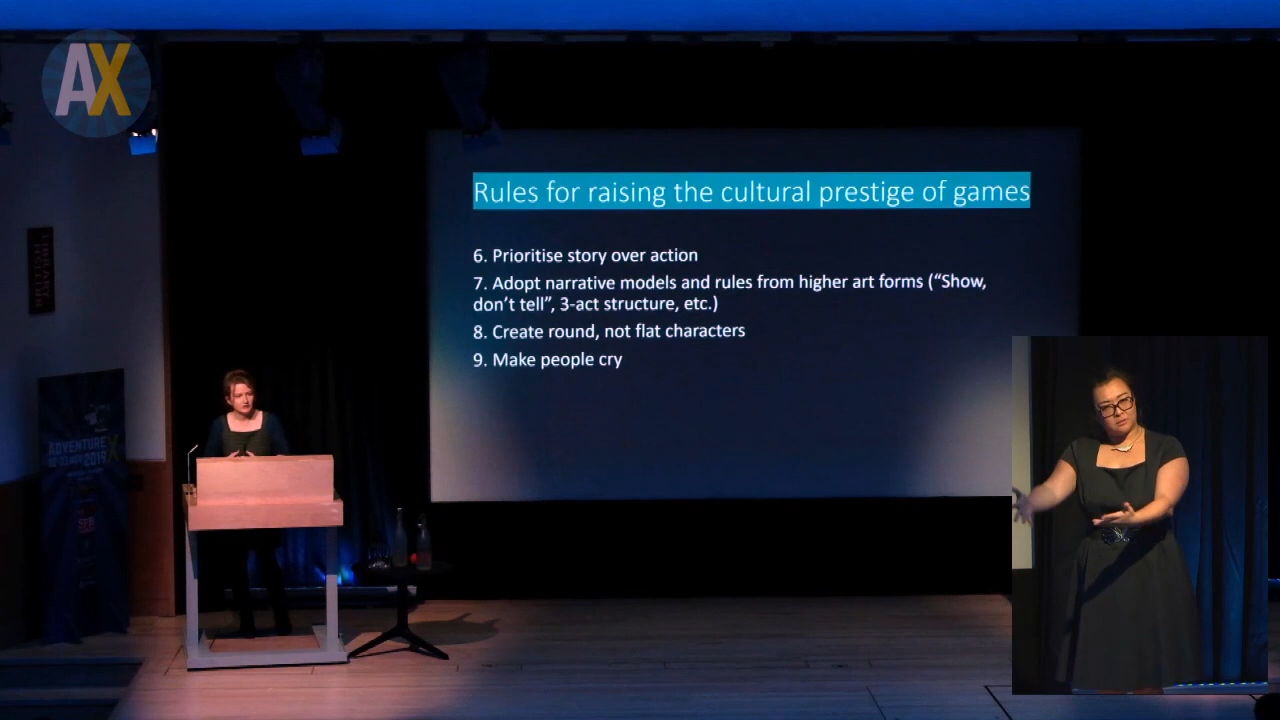 AX
Rules for raising the cultural prestige of games
6. Prioritise story over action
7. Adopt narrative models and rules from higher art forms (“Show,
don’t tell”, 3-act structure, etc.)
8. Create round, not flat characters
9. Make people cry
ADVENTURE X
2019